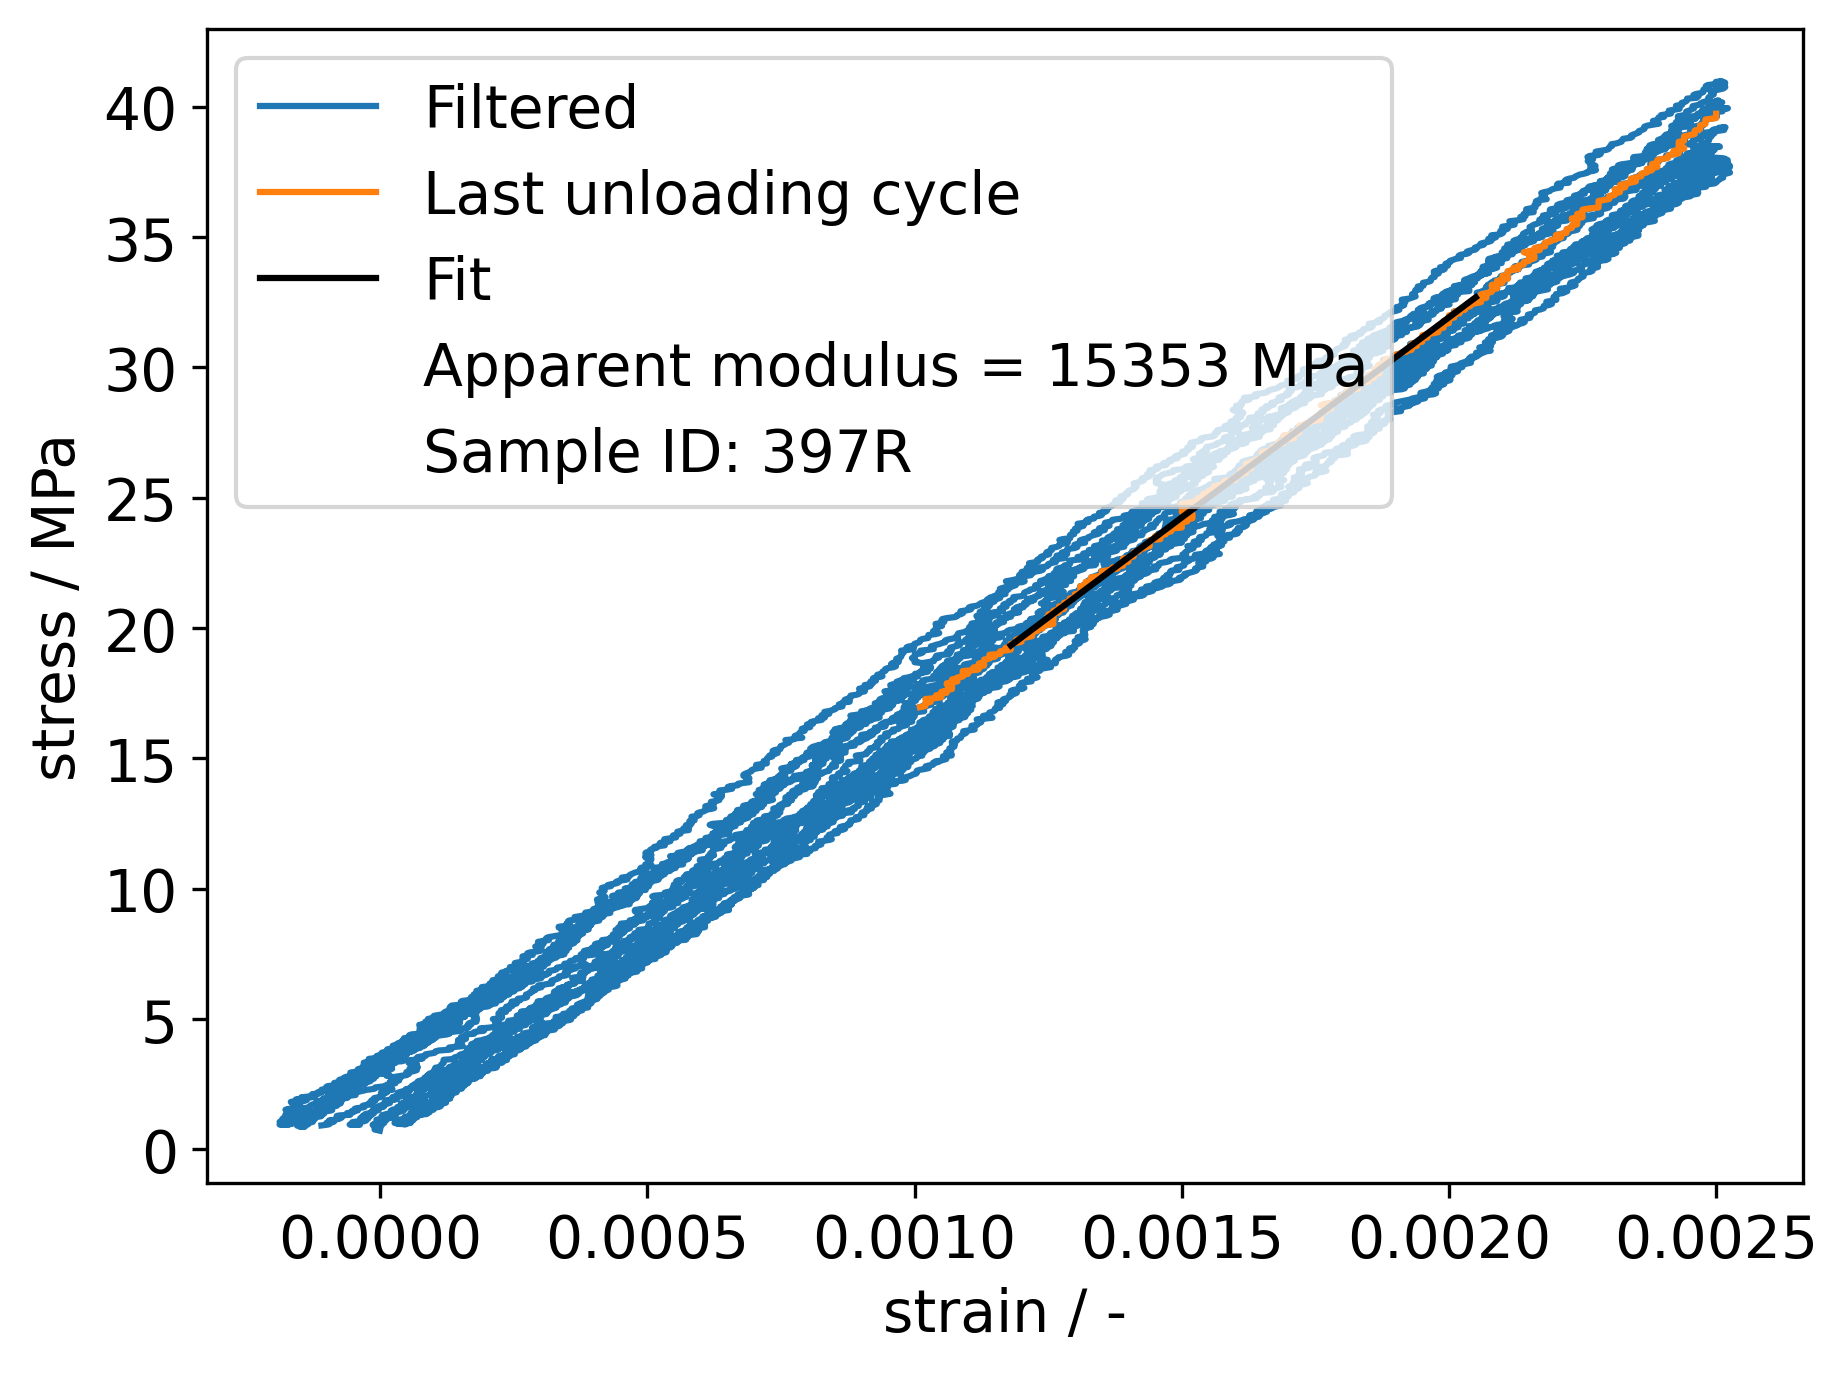 Filtered
Last unloading cycle
Fit
Apparent modulus = 15353 MPa
Sample ID: 397R
stress / MPa
40
35
30
25
20
15
10
5
0
0.0000 0.0005 0.0010 0.0015 0.0020 0.0025
strain / -